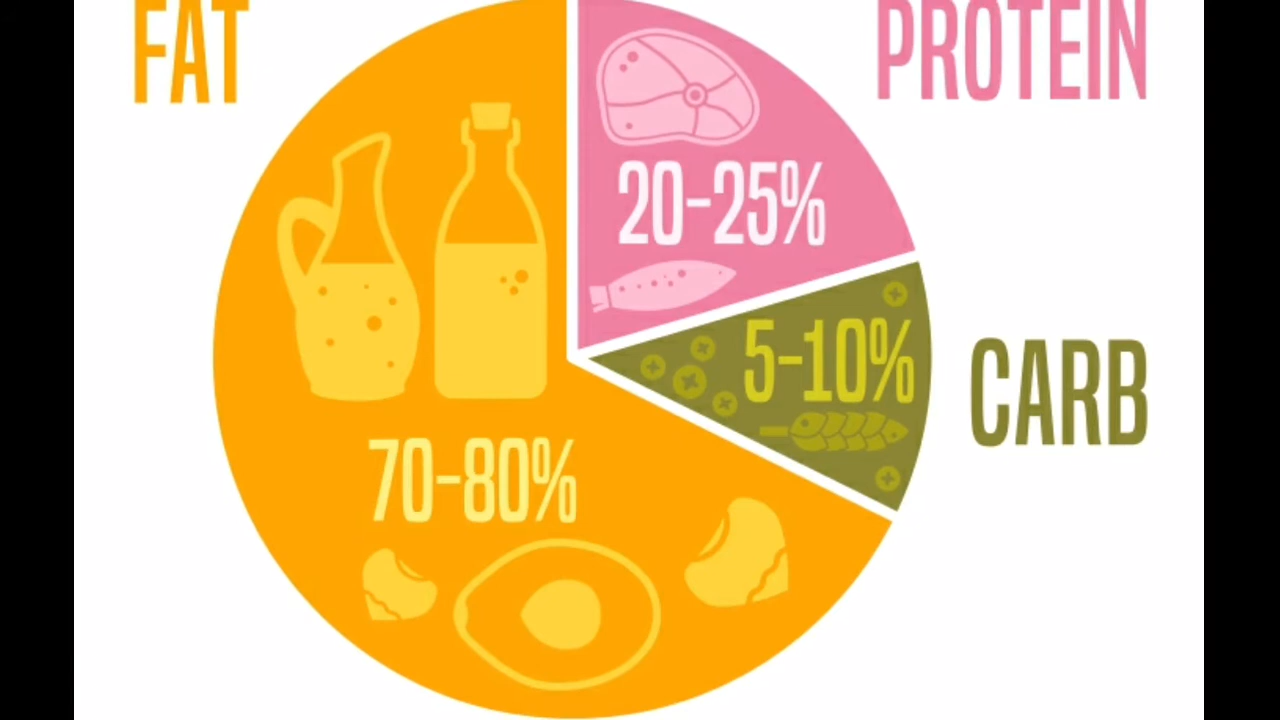 FAT
PROTEIN
20-25%
5-10%
CARB
70-80%